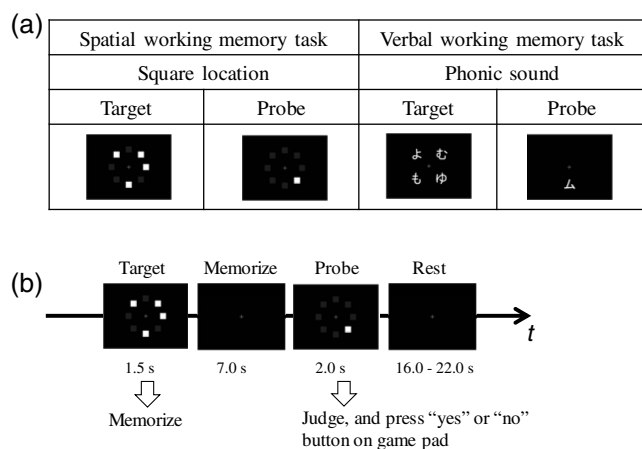 (a)
Spatial working memory task Verbal working memory task
Square location Phonic sound
Target Probe Target Probe
よ む
も ゆ
ム
(b)
Target Memorize Probe Rest
t
1.5 s 7.0 s 2.0 s 16.0 - 22.0 s
Memorize Judge, and press “yes” or “no”
button on game pad